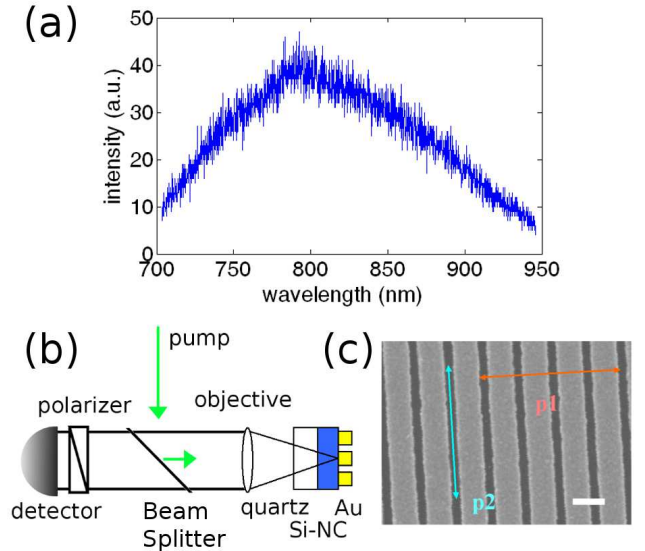 (a)
50
40
30
20
10
0
intensity (a.u.)
700 750 800 850 900 950
wavelength (nm)
(b)
pump
(c)
polarizer
objective
p1
p2
detector
Beam
Splitter
quartz
Si-NC
Au